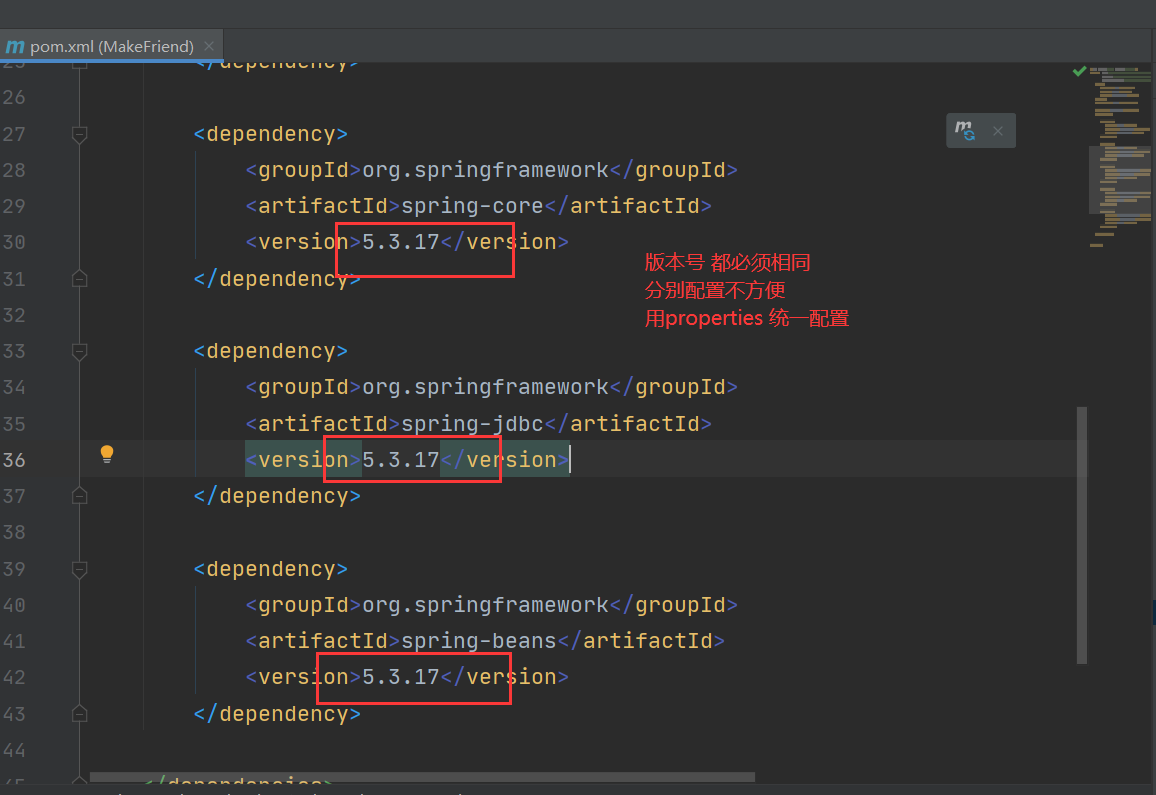 pom.xml (MakeFriend)
</dependency>
26
27 <dependency>
28 <groupId>org.springframework</groupId>
29 <artifactId>spring-core</artifactId>
30 <version>5.3.17</version>
版本号 都必须相同
31 </dependency>
分别配置不方便
32
用properties 统一配置
33 <dependency>
34 <groupId>org.springframework</groupId>
35 <artifactId>spring-jdbc</artifactId>
36 <version>5.3.17</version>
37 </dependency>
38
39 <dependency>
40 <groupId>org.springframework</groupId>
41 <artifactId>spring-beans</artifactId>
42 <version>5.3.17</version>
43 </dependency>
44
</dependencies>